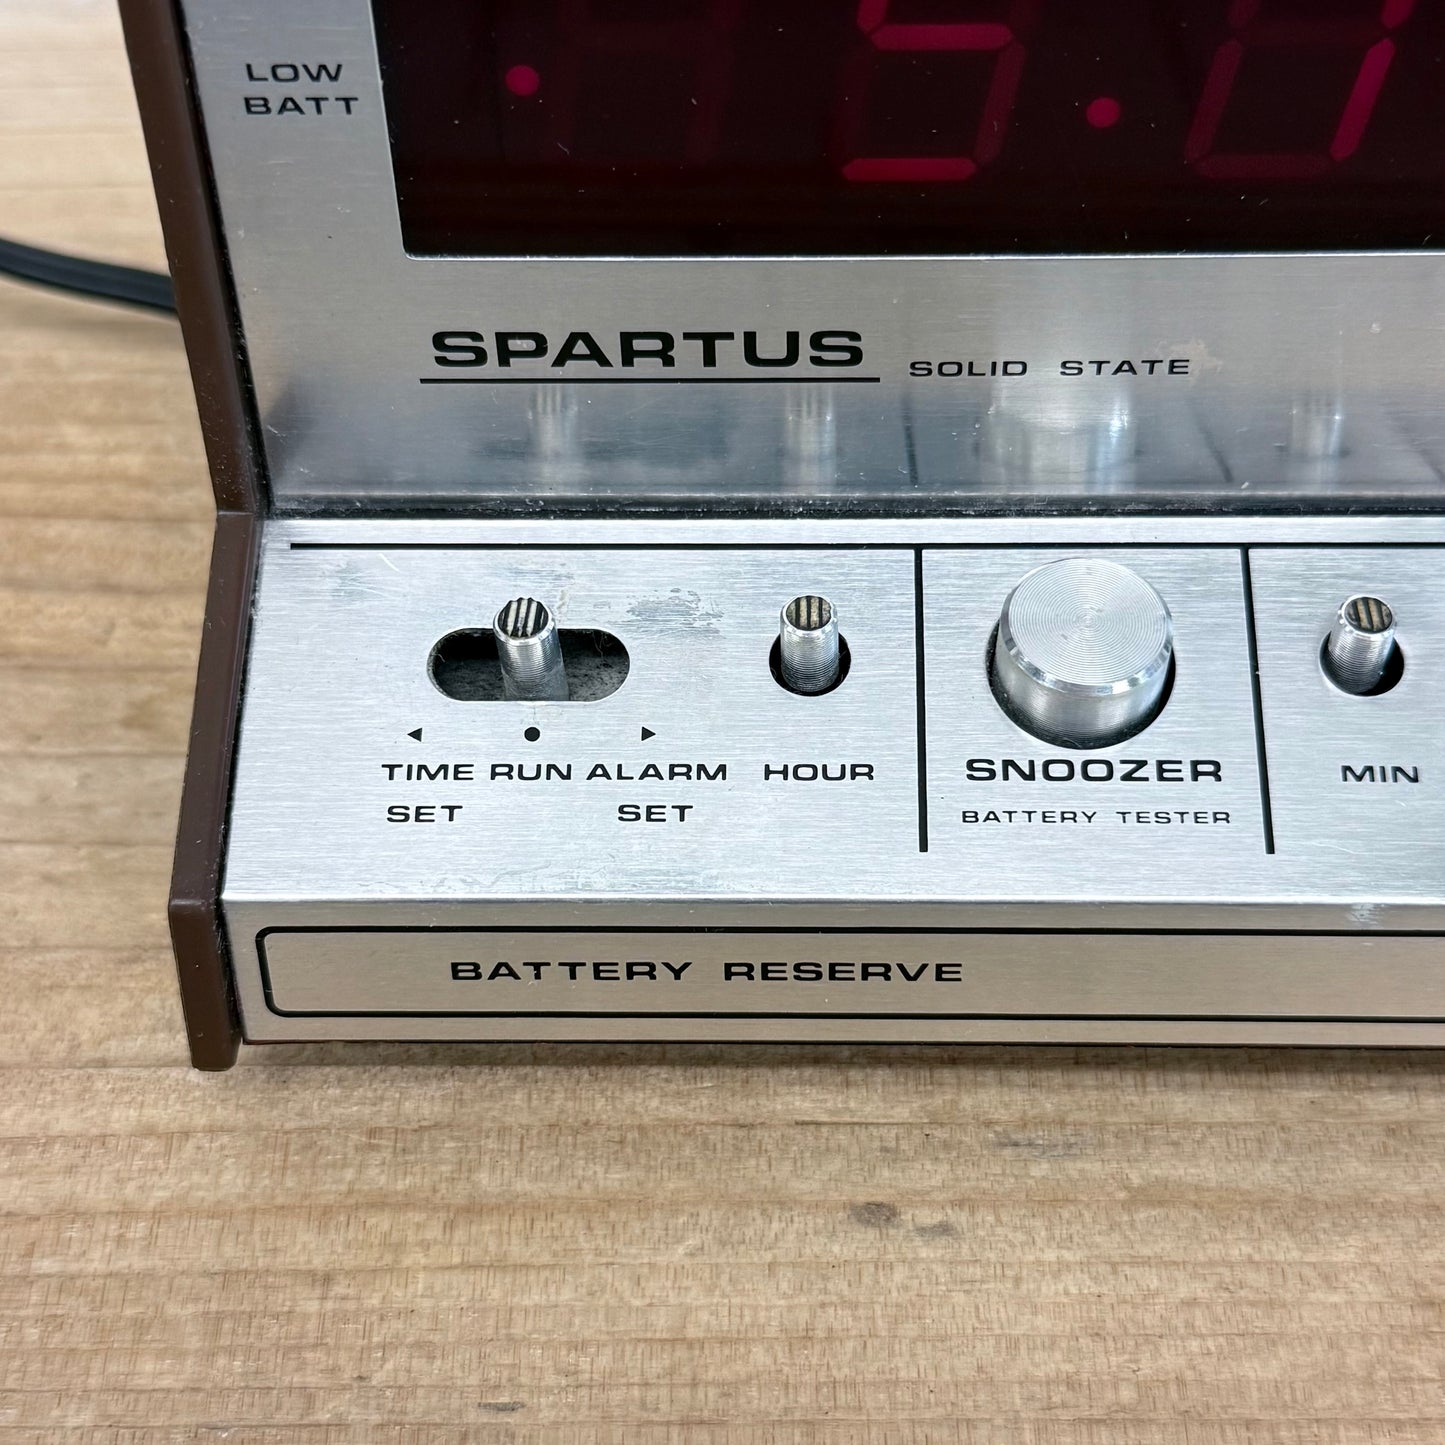 LOW
BATT
SPARTUS SOLID STATE
◄ ● ►
TIME RUN ALARM HOUR SNOOZER MIN
SET SET BATTERY TESTER
BATTERY RESERVE